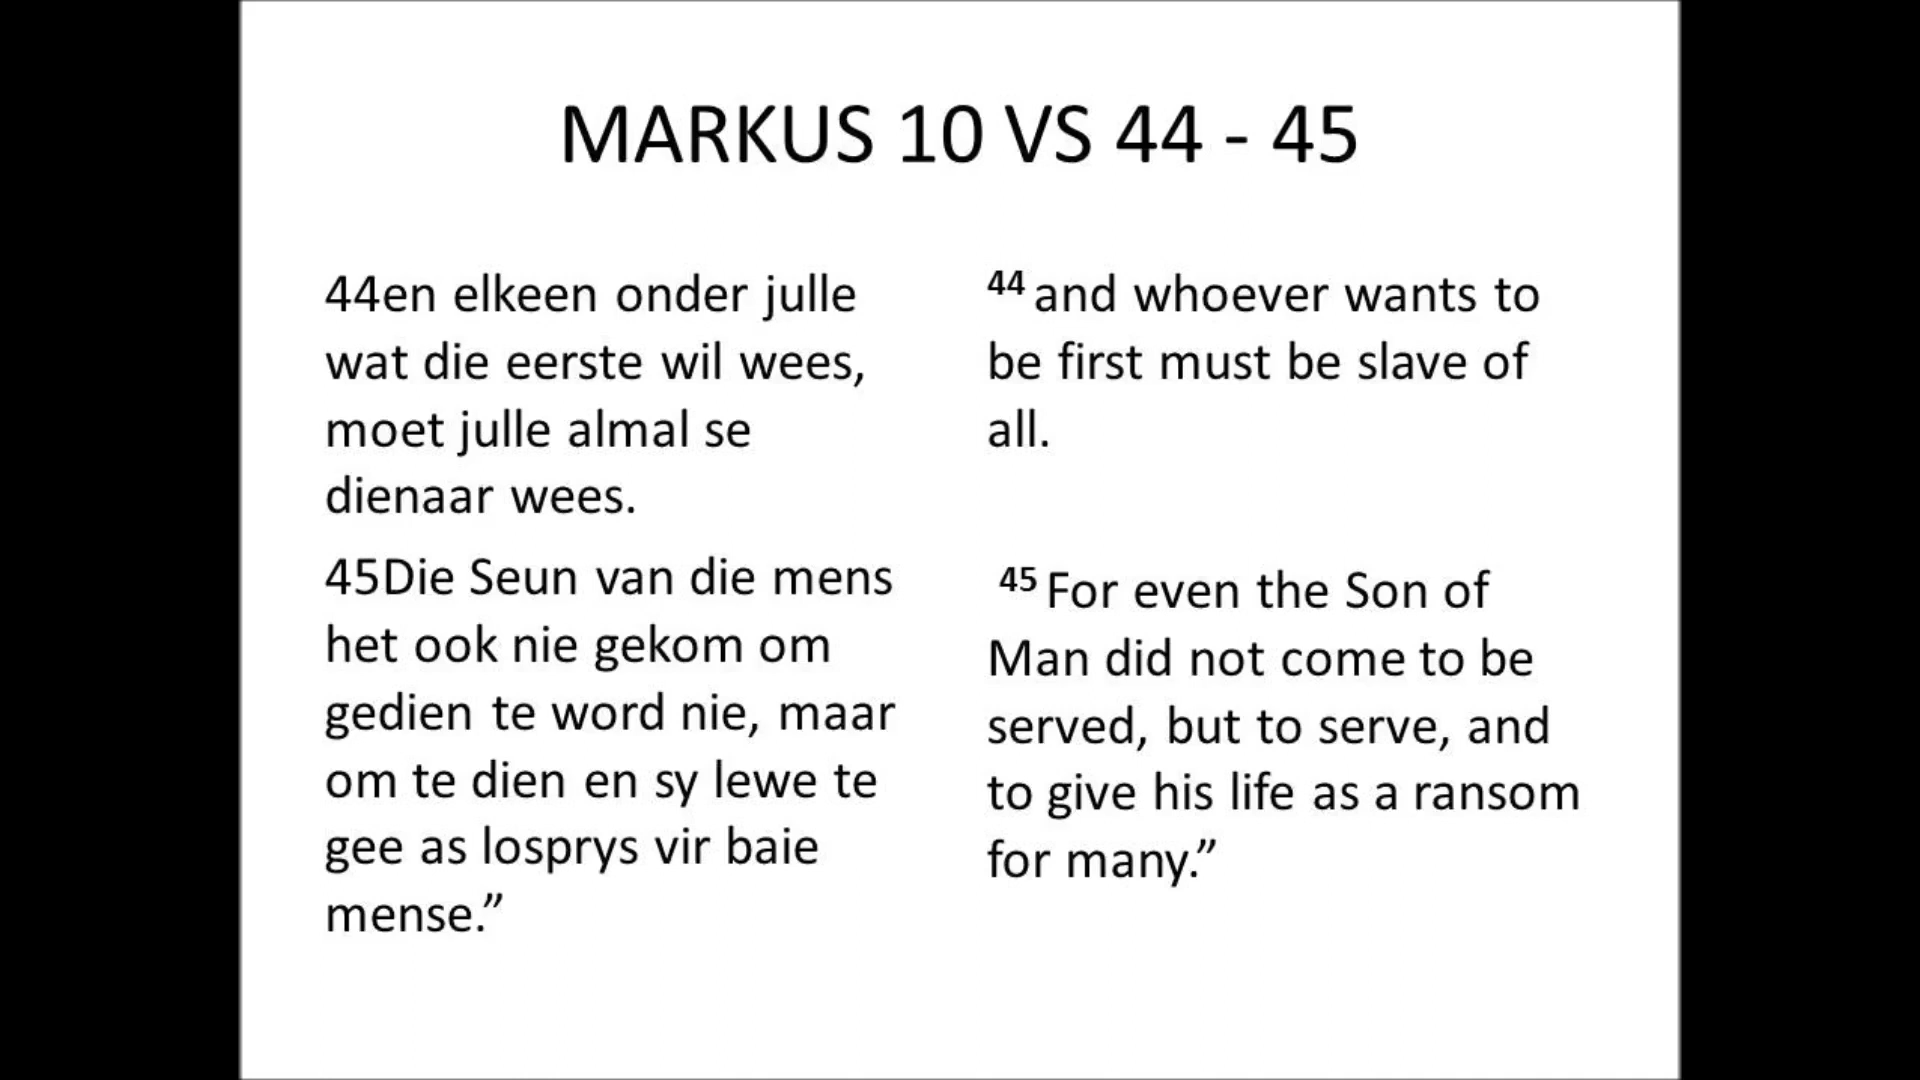 MARKUS 10 VS 44 - 45
44en elkeen onder julle
wat die eerste wil wees,
moet julle almal se
dienaar wees.
45Die Seun van die mens
het ook nie gekom om
gedien te word nie, maar
om te dien en sy lewe te
gee as losprys vir baie
mense.”
44 and whoever wants to
be first must be slave of
all.
45 For even the Son of
Man did not come to be
served, but to serve, and
to give his life as a ransom
for many.”